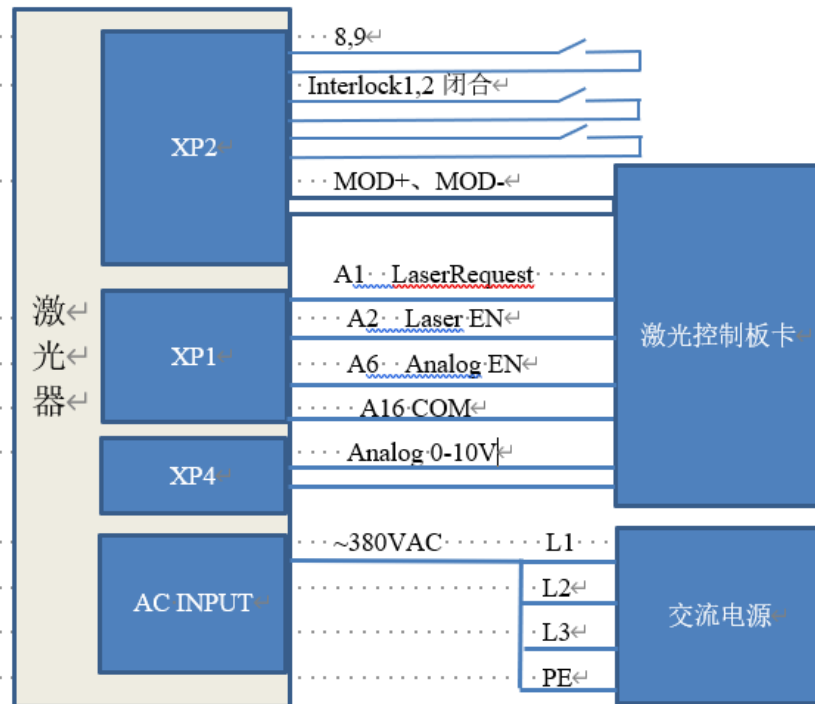 8,9
Interlock1,2 闭合
XP2
MOD+、MOD-
A1 LaserRequest
激
光
器
A2 Laser EN
激光控制板卡
XP1
A6 Analog EN
A16 COM
Analog 0-10V
XP4
~380VAC L1
L2
AC INPUT
交流电源
L3
PE